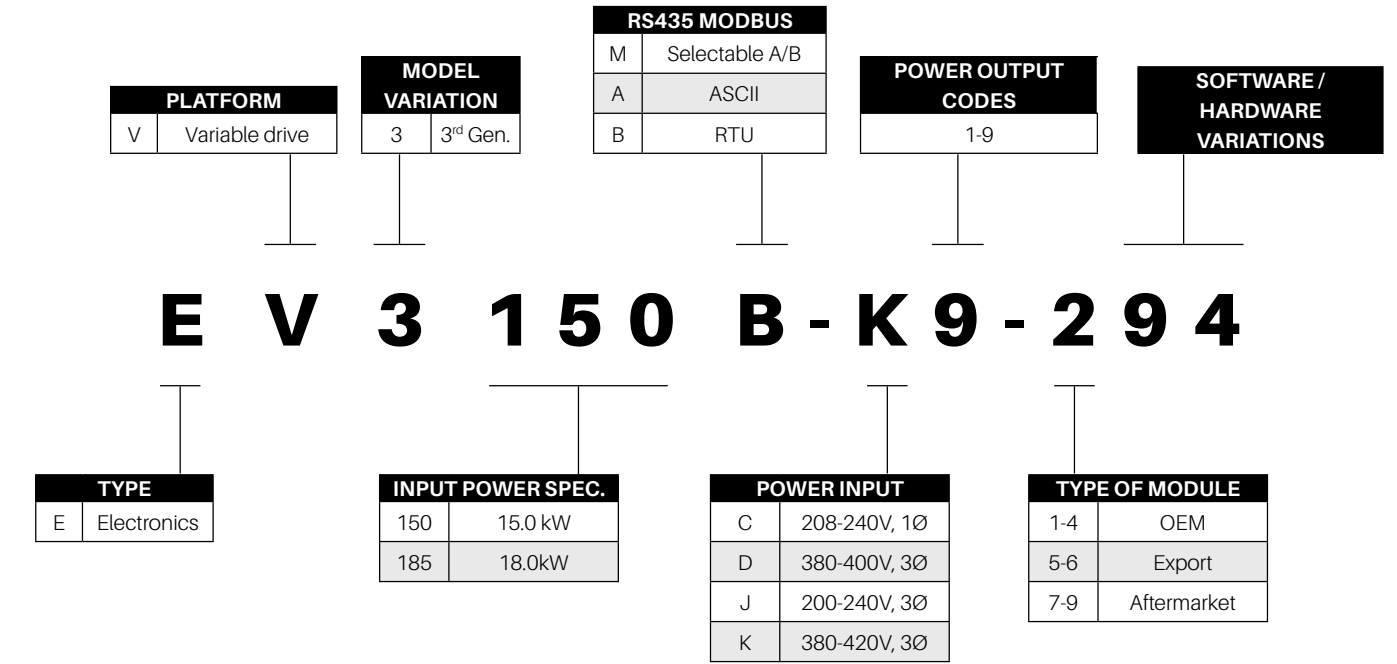 RS435 MODBUS
M Selectable A/B
A ASCII
B RTU
MODEL
VARIATION
3 3rd Gen.
POWER OUTPUT
CODES
1-9
SOFTWARE /
HARDWARE
VARIATIONS
PLATFORM
V Variable drive
E V 3 1 5 0 B - K 9 - 2 9 4
TYPE
E Electronics
INPUT POWER SPEC.
150 15.0 kW
185 18.0kW
POWER INPUT
C 208-240V, 1Ø
D 380-400V, 3Ø
J 200-240V, 3Ø
K 380-420V, 3Ø
TYPE OF MODULE
1-4 OEM
5-6 Export
7-9 Aftermarket